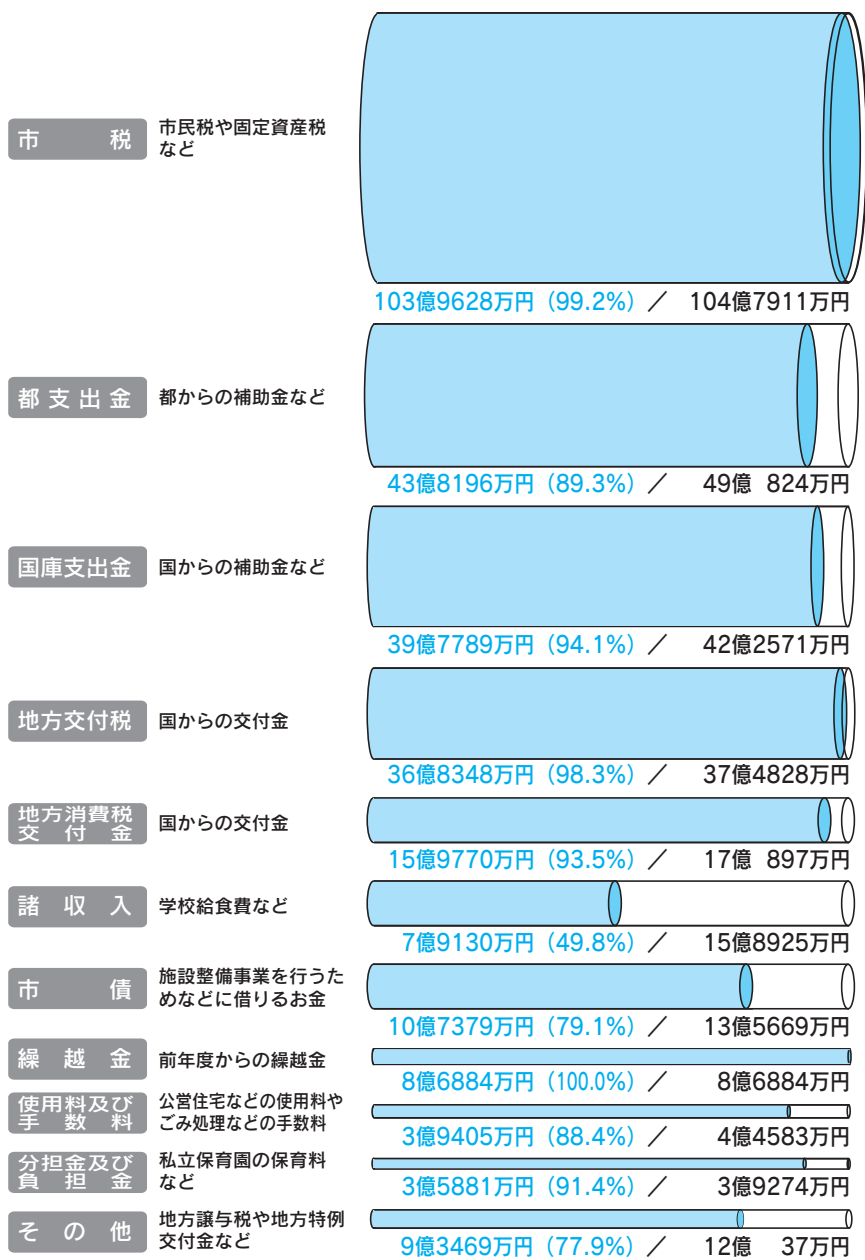 市税
市民税や固定資産税
など
103億9628万円（99.2%）／ 104億7911万円
都支出金
都からの補助金など
43億8196万円（89.3%）／ 49億 824万円
国庫支出金
国からの補助金など
39億7789万円（94.1%）／ 42億2571万円
地方交付税
国からの交付金
36億8348万円（98.3%）／ 37億4828万円
地方消費税
交付金
国からの交付金
15億9770万円（93.5%）／ 17億 897万円
諸収入
学校給食費など
7億9130万円（49.8%）／ 15億8925万円
市債
施設整備事業を行うた
めなどに借りるお金
10億7379万円（79.1%）／ 13億5669万円
繰越金
前年度からの繰越金
8億6884万円（100.0%）／ 8億6884万円
使用料及び
手数料
公営住宅などの使用料や
ごみ処理などの手数料
3億9405万円（88.4%）／ 4億4583万円
分担金及び
負担金
私立保育園の保育料
など
3億5881万円（91.4%）／ 3億9274万円
その他
地方譲与税や地方特例
交付金など
9億3469万円（77.9%）／ 12億 37万円